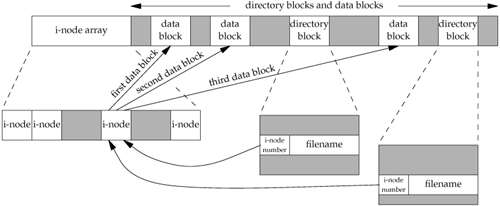 directory blocks and data blocks
i-node array
data
block
data
block
directory
block
data
block
directory
block
first data block
second data block
third data block
i-node
i-node
i-node
i-node
i-node
number
filename
i-node
number
filename